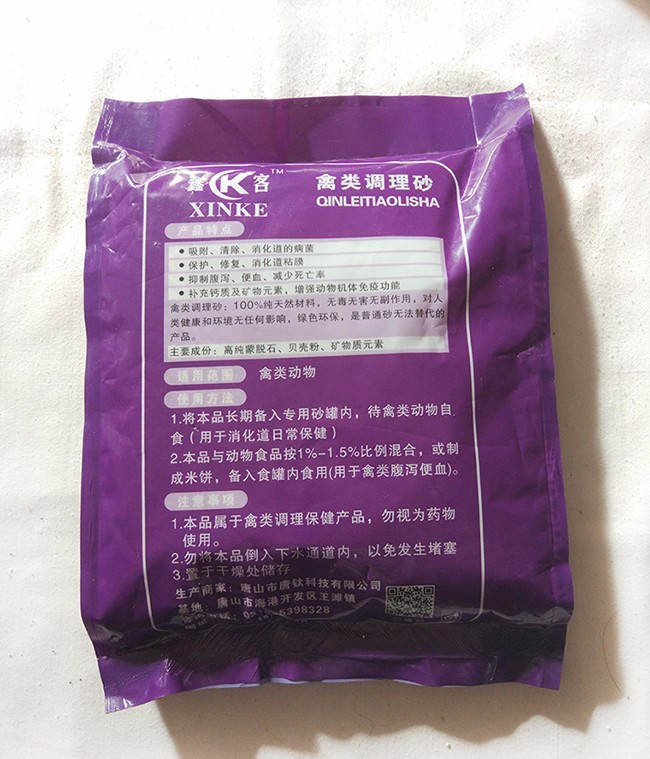 鑫 CK 客 ™
XINKE
禽类调理砂
QINLEITIAOLISHA
产品特点
● 吸附、清除、消化道的病菌
● 保护、修复、消化道粘膜
● 抑制腹泻、便血、减少死亡率
● 补充钙质及矿物元素，增强动物机体免疫功能
禽类调理砂：100%纯天然材料，无毒无害无副作用，对人
类健康和环境无任何影响，绿色环保，是普通砂无法替代的
产品。
主要成份：高纯蒙脱石、贝壳粉、矿物质元素
适用范围 禽类动物
使用方法
1.将本品长期备入专用砂罐内，待禽类动物自
食（用于消化道日常保健）
2.本品与动物食品按1%-1.5%比例混合，或制
成米饼，备入食罐内食用(用于禽类腹泻便血)。
注意事项
1.本品属于禽类调理保健产品，勿视为药物
使用。
2.勿将本品倒入下水通道内，以免发生堵塞
3.置于干燥处储存
生产商家：唐山市唐钛科技有限公司
基地：唐山市海港开发区王滩镇
5398328